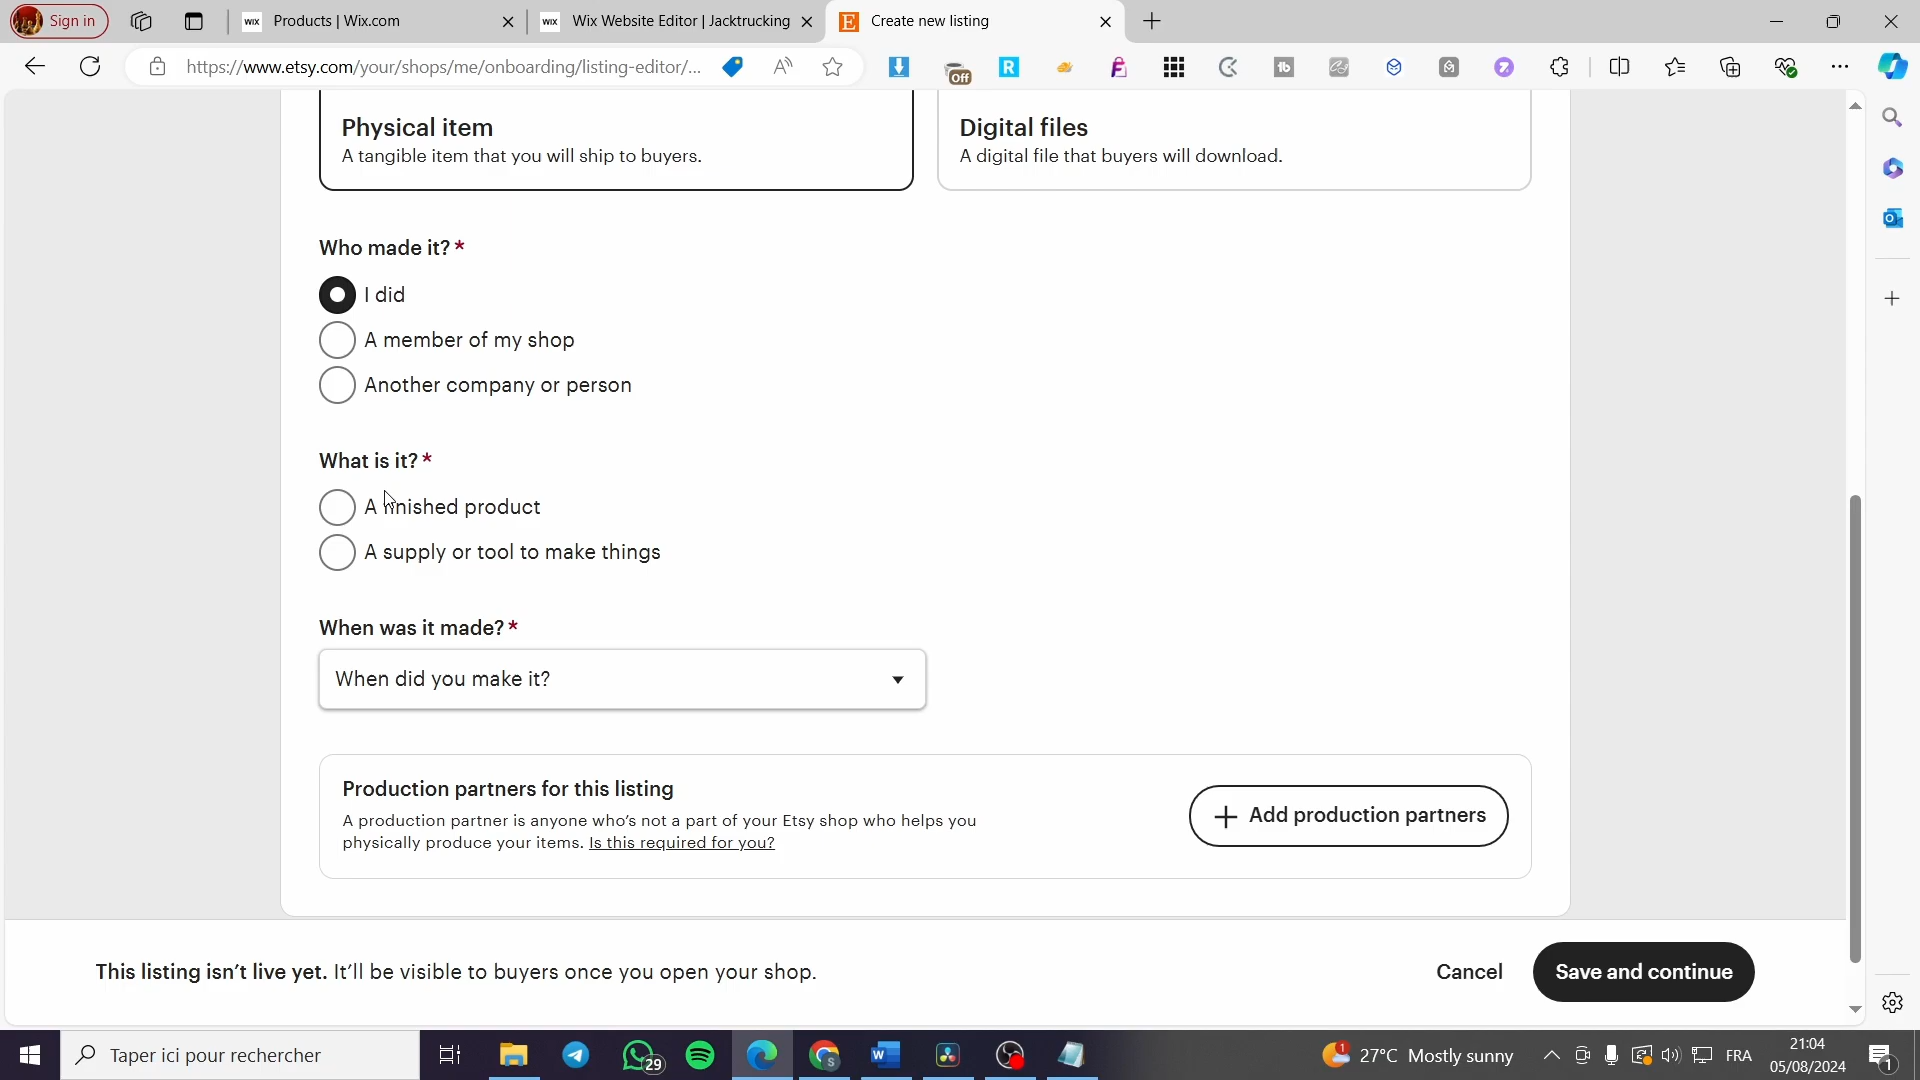 Sign in
Products | Wix.com
Wix Website Editor | Jacktrucking
Create new listing
https://www.etsy.com/your/shops/me/onboarding/listing-editor/...
Off
Physical item
A tangible item that you will ship to buyers.
Digital files
A digital file that buyers will download.
Who made it? *
I did
A member of my shop
Another company or person
What is it? *
A finished product
A supply or tool to make things
When was it made? *
When did you make it?
Production partners for this listing
A production partner is anyone who's not a part of your Etsy shop who helps you
physically produce your items. Is this required for you?
Add production partners
This listing isn't live yet. It'll be visible to buyers once you open your shop.
Cancel
Save and continue
Taper ici pour rechercher
29
1
27°C Mostly sunny
FRA
21:04
05/08/2024
1